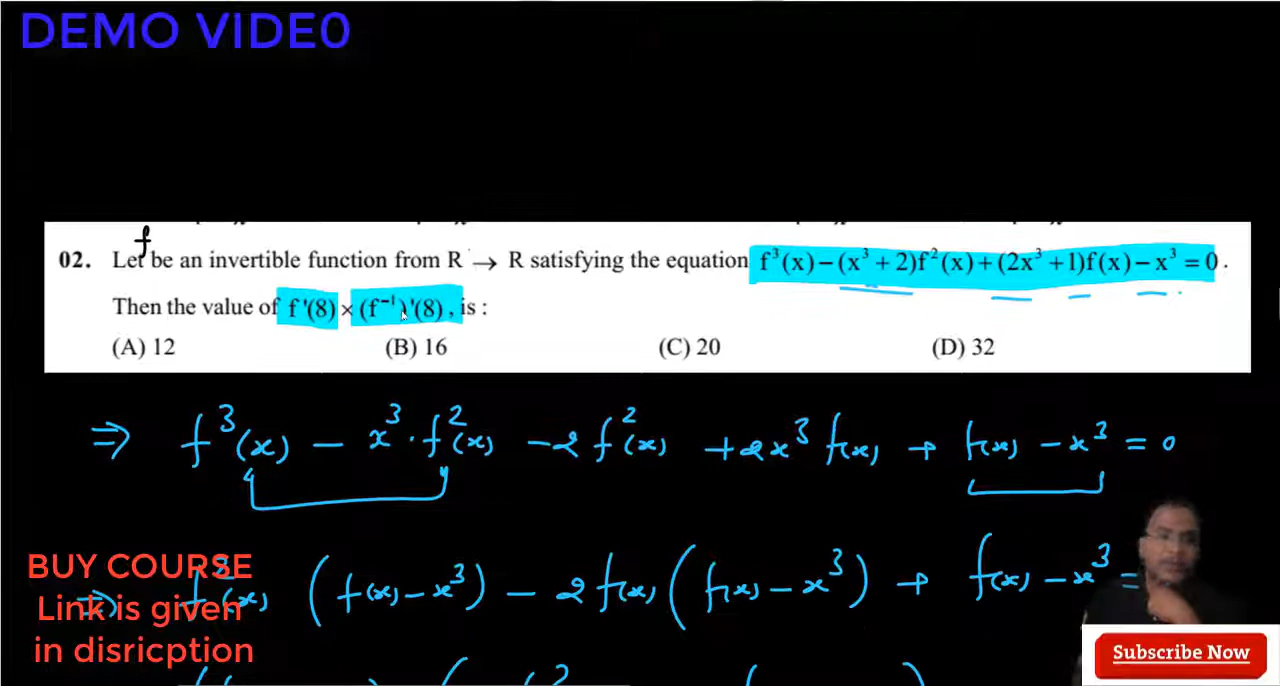 DEMO VIDE0
f
02. Let be an invertible function from R → R satisfying the equation f³(x) – (x³ + 2)f²(x) + (2x³ + 1)f(x) – x³ = 0.
Then the value of f'(8) × (f⁻¹)'(8), is :
(A) 12 (B) 16 (C) 20 (D) 32
⇒ f³(x) – x³·f²(x) – 2f²(x) + 2x³f(x) + f(x) – x³ = 0
⇒ f²(x) (f(x) – x³) – 2f(x) (f(x) – x³) + f(x) – x³ =
BUY COURSE
Link is given
in disricption
Subscribe Now